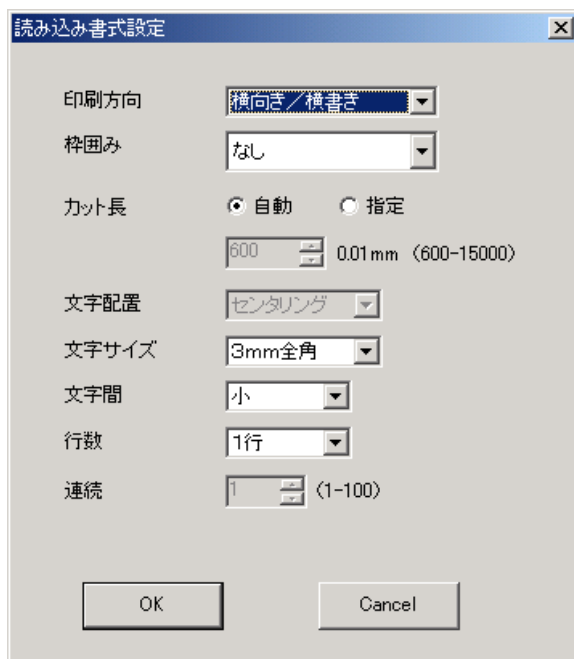 読み込み書式設定
印刷方向 横向き/横書き
枠囲み なし
カット長 自動 指定
600 0.01mm (600-15000)
文字配置 センタリング
文字サイズ 3mm全角
文字間 小
行数 1行
連続 1 (1-100)
OK Cancel